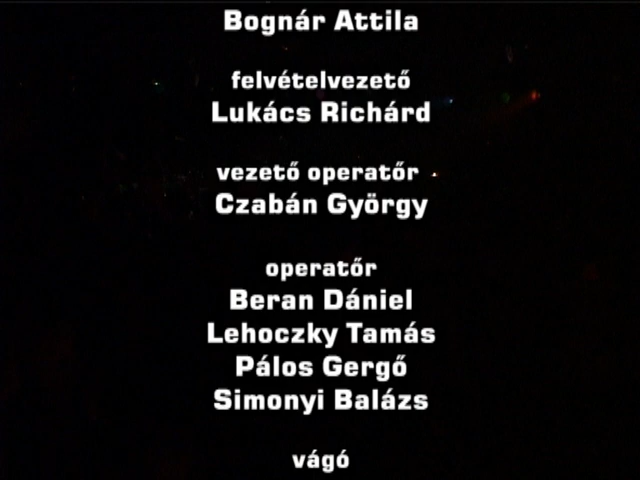 Bognár Attila
felvételvezető
Lukács Richárd
vezető operatőr
Czabán György
operatőr
Beran Dániel
Lehoczky Tamás
Pálos Gergő
Simonyi Balázs
vágó